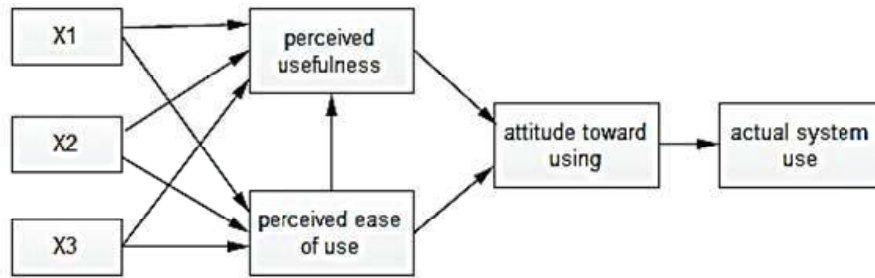 X1
X2
X3
perceived
usefulness
perceived ease
of use
attitude toward
using
actual system
use